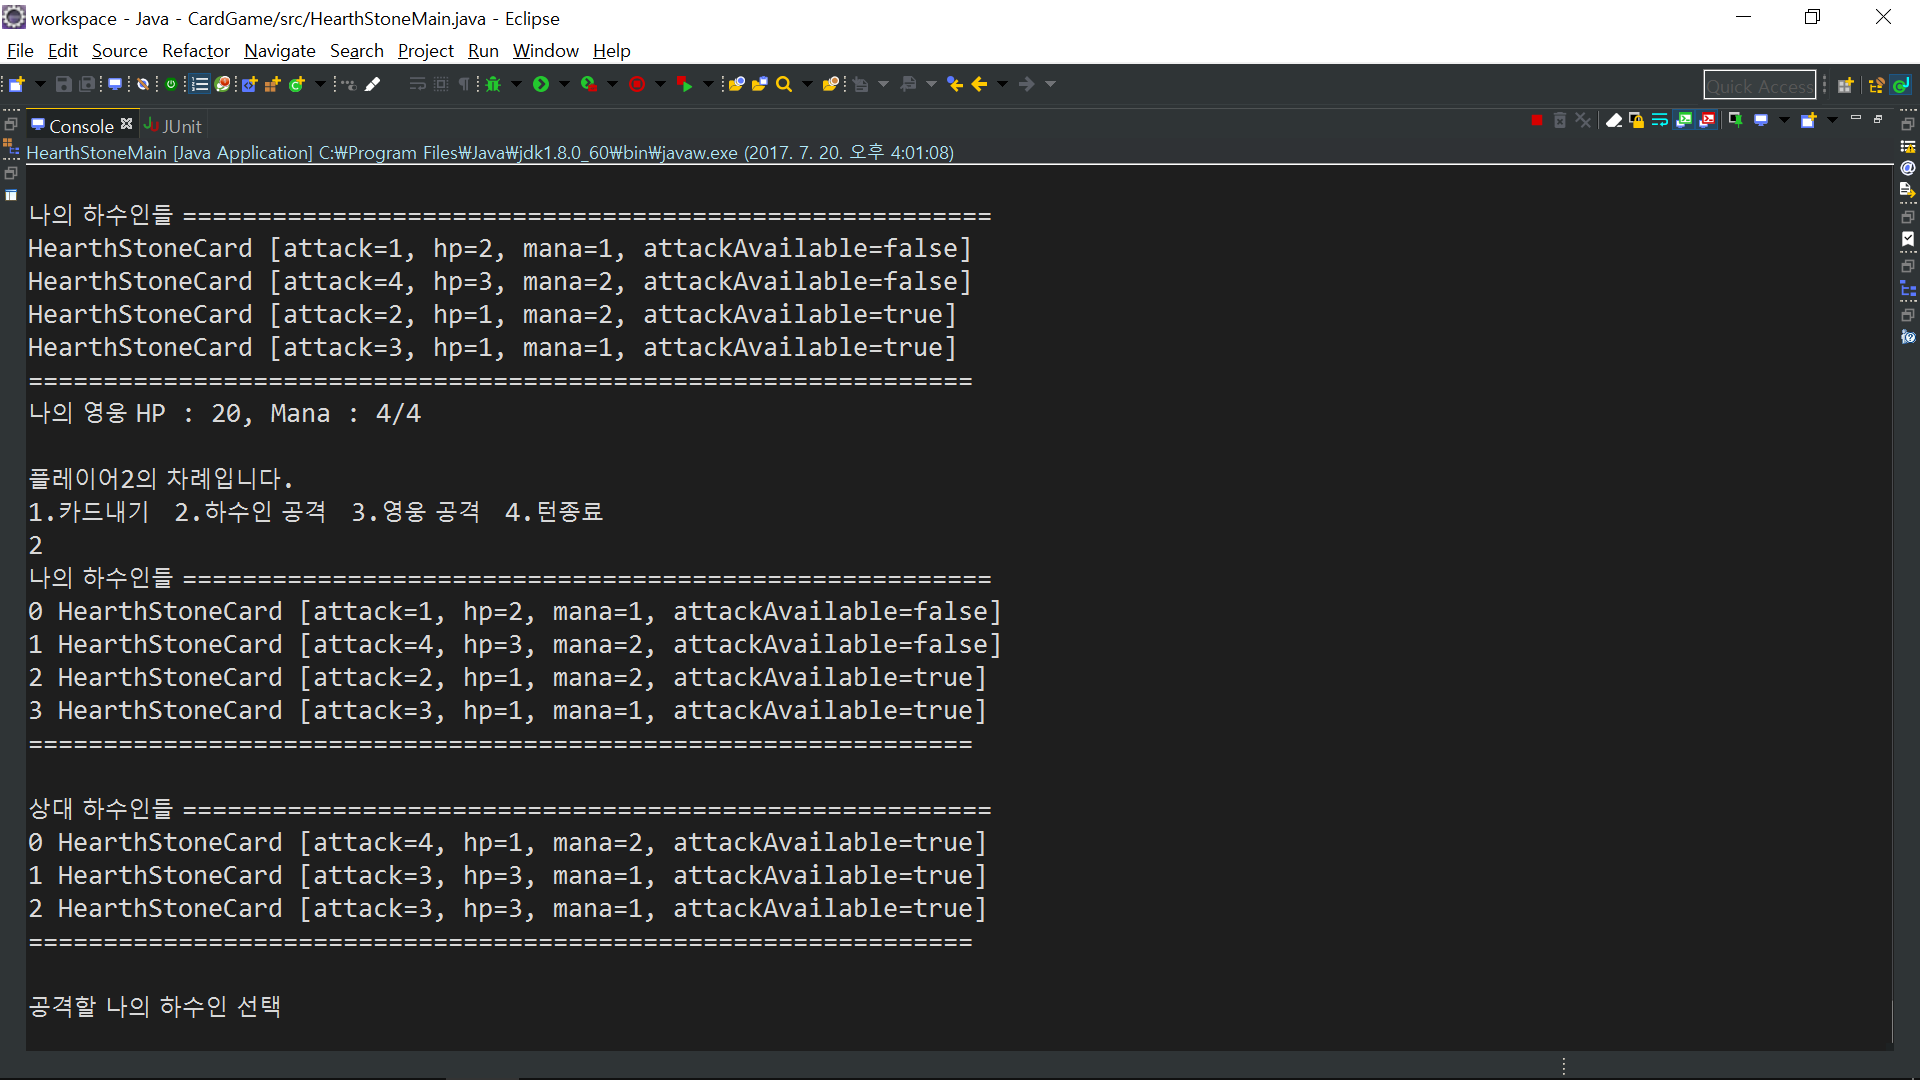 workspace - Java - CardGame/src/HearthStoneMain.java - Eclipse
File Edit Source Refactor Navigate Search Project Run Window Help
Quick Access
Console JUnit
HearthStoneMain [Java Application] C:₩Program Files₩Java₩jdk1.8.0_60₩bin₩javaw.exe (2017. 7. 20. 오후 4:01:08)
나의 하수인들 ======================================================
HearthStoneCard [attack=1, hp=2, mana=1, attackAvailable=false]
HearthStoneCard [attack=4, hp=3, mana=2, attackAvailable=false]
HearthStoneCard [attack=2, hp=1, mana=2, attackAvailable=true]
HearthStoneCard [attack=3, hp=1, mana=1, attackAvailable=true]
===============================================================
나의 영웅 HP : 20, Mana : 4/4
플레이어2의 차례입니다.
1.카드내기 2.하수인 공격 3.영웅 공격 4.턴종료
2
나의 하수인들 ======================================================
0 HearthStoneCard [attack=1, hp=2, mana=1, attackAvailable=false]
1 HearthStoneCard [attack=4, hp=3, mana=2, attackAvailable=false]
2 HearthStoneCard [attack=2, hp=1, mana=2, attackAvailable=true]
3 HearthStoneCard [attack=3, hp=1, mana=1, attackAvailable=true]
===============================================================
상대 하수인들 ======================================================
0 HearthStoneCard [attack=4, hp=1, mana=2, attackAvailable=true]
1 HearthStoneCard [attack=3, hp=3, mana=1, attackAvailable=true]
2 HearthStoneCard [attack=3, hp=3, mana=1, attackAvailable=true]
===============================================================
공격할 나의 하수인 선택